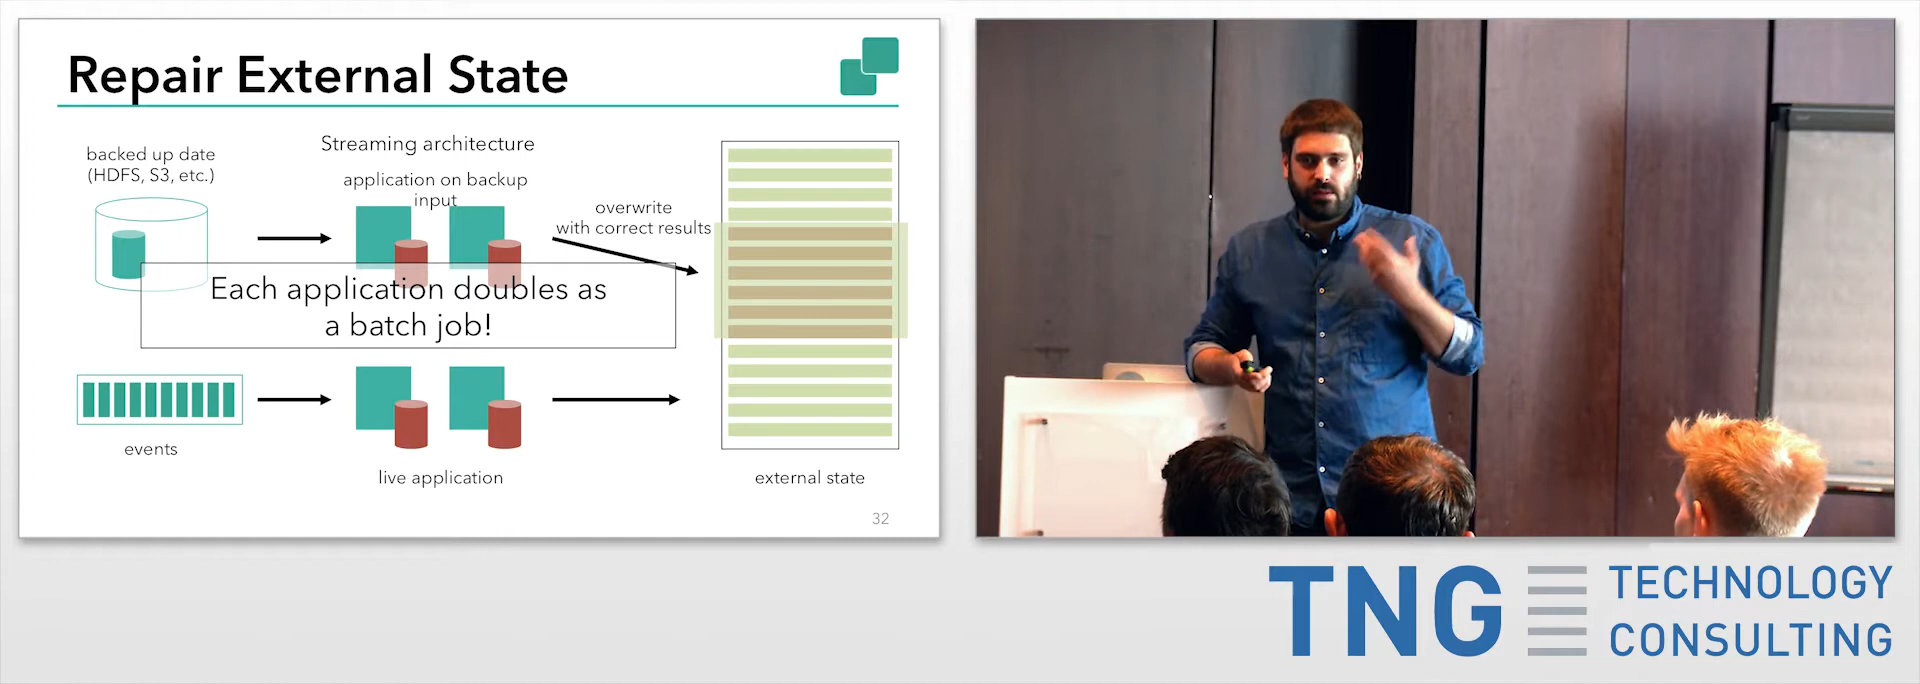 Repair External State
Streaming architecture
backed up date
(HDFS, S3, etc.)
application on backup
input
overwrite
with correct results
Each application doubles as
a batch job!
events
live application
external state
32
TNG TECHNOLOGY
CONSULTING